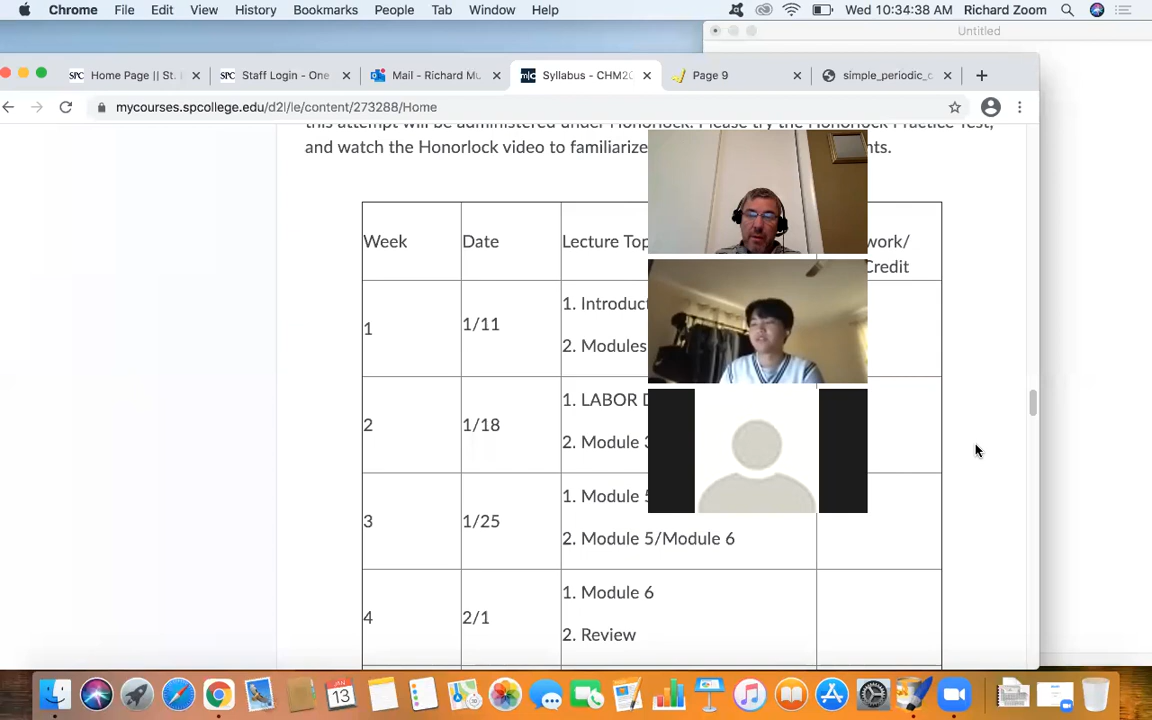 Chrome File Edit View History Bookmarks People Tab Window Help Wed 10:34:38 AM Richard Zoom
Untitled
SPC Home Page || St. SPC Staff Login - One Mail - Richard Mu Syllabus - CHM20 Page 9 simple_periodic_c
mycourses.spcollege.edu/d2l/le/content/273288/Home
this attempt will be administered under Honorlock. Please try the Honorlock Practice Test,
and watch the Honorlock video to familiarize nts.
Week Date Lecture Top work/
Credit
1 1/11 1. Introduct
2. Modules
2 1/18 1. LABOR D
2. Module 3
3 1/25 1. Module 5
2. Module 5/Module 6
4 2/1 1. Module 6
2. Review
JAN
13